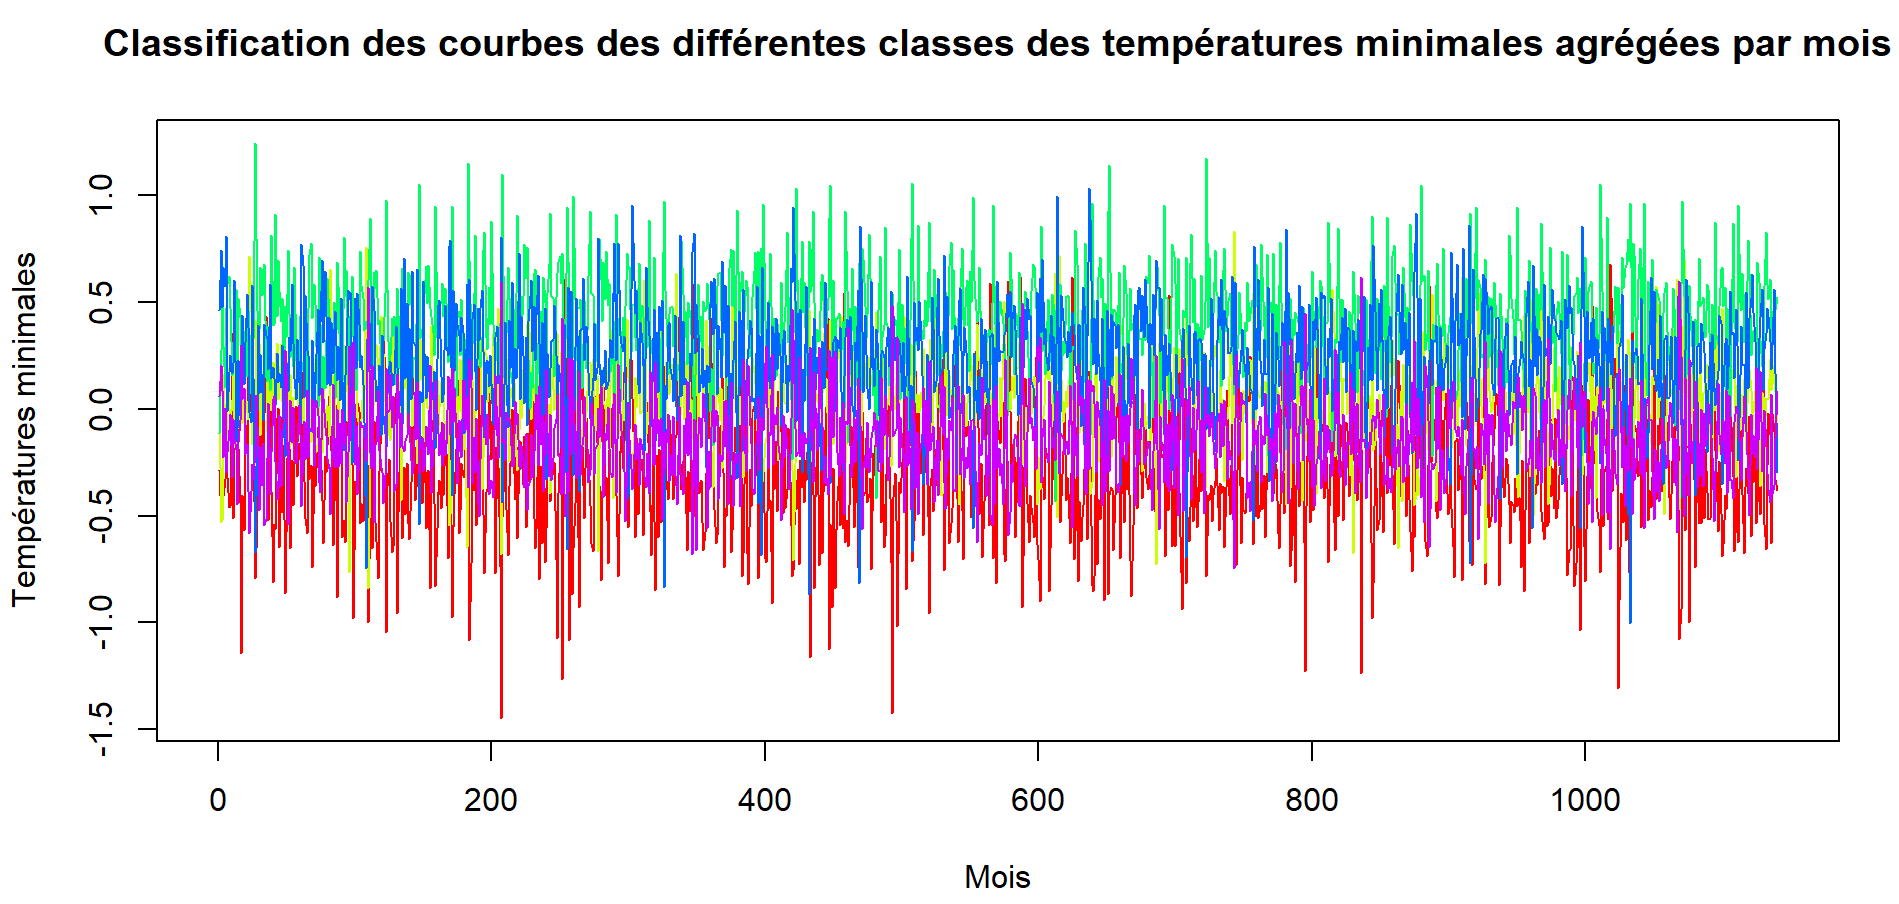 Classification des courbes des différentes classes des températures minimales agrégées par mois
Températures minimales
1.0
0.5
0.0
-0.5
-1.0
-1.5
0 200 400 600 800 1000
Mois